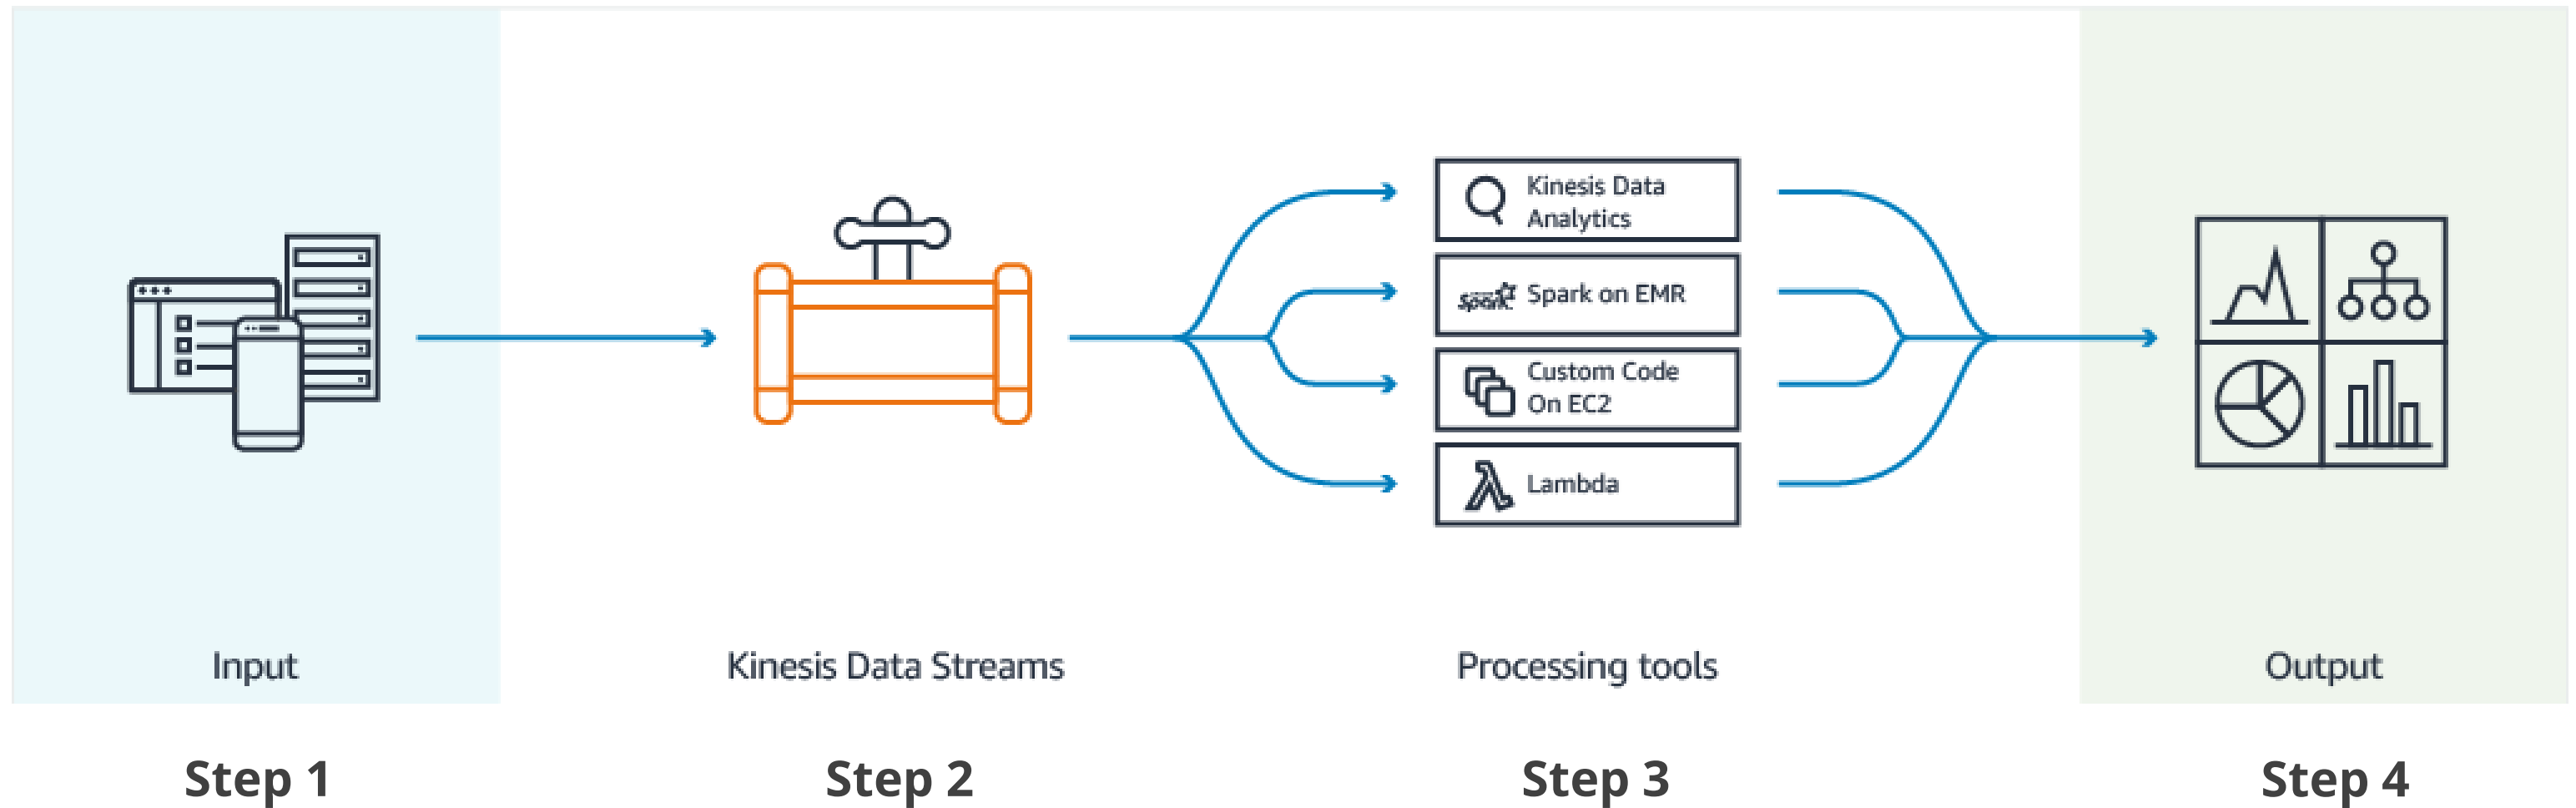 Kinesis Data
Analytics
Spark
Spark on EMR
Custom Code
On EC2
Lambda
Input
Kinesis Data Streams
Processing tools
Output
Step 1
Step 2
Step 3
Step 4